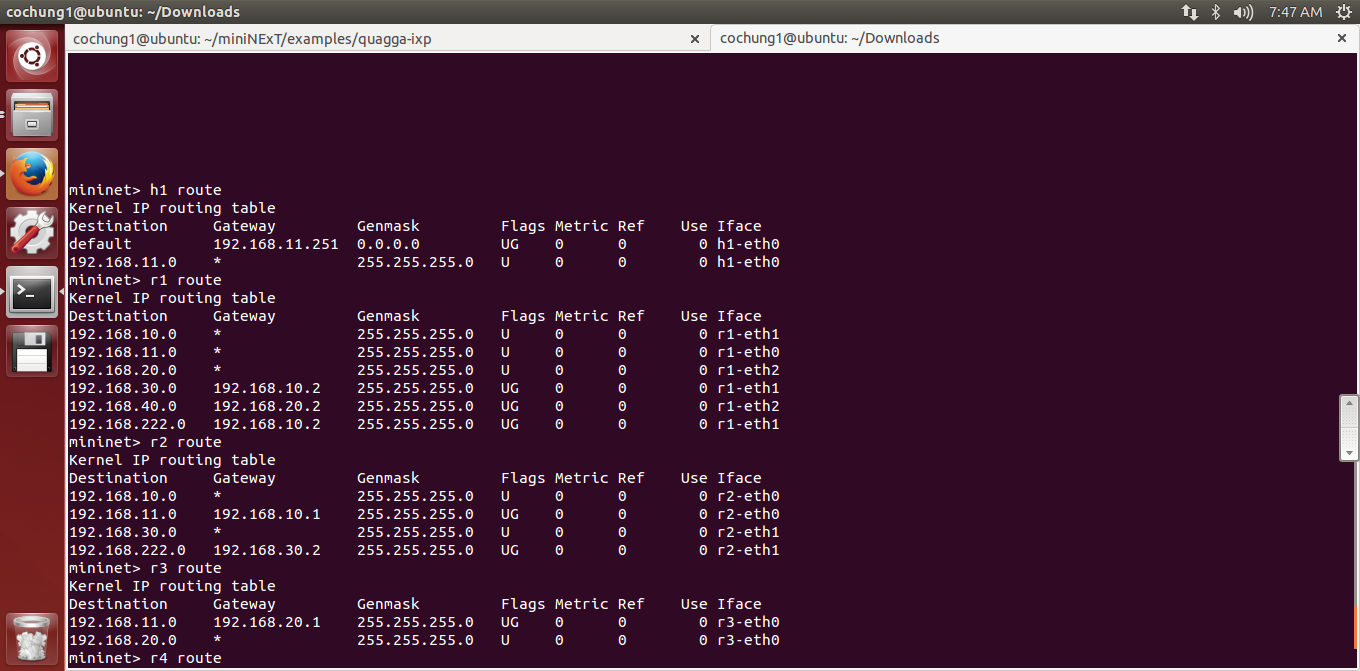 cochung1@ubuntu: ~/Downloads
7:47 AM
cochung1@ubuntu: ~/miniNExT/examples/quagga-ixp
cochung1@ubuntu: ~/Downloads
mininet> h1 route
Kernel IP routing table
Destination     Gateway         Genmask         Flags Metric Ref    Use Iface
default         192.168.11.251  0.0.0.0         UG    0      0        0 h1-eth0
192.168.11.0    *               255.255.255.0   U     0      0        0 h1-eth0
mininet> r1 route
Kernel IP routing table
Destination     Gateway         Genmask         Flags Metric Ref    Use Iface
192.168.10.0    *               255.255.255.0   U     0      0        0 r1-eth1
192.168.11.0    *               255.255.255.0   U     0      0        0 r1-eth0
192.168.20.0    *               255.255.255.0   U     0      0        0 r1-eth2
192.168.30.0    192.168.10.2    255.255.255.0   UG    0      0        0 r1-eth1
192.168.40.0    192.168.20.2    255.255.255.0   UG    0      0        0 r1-eth2
192.168.222.0   192.168.10.2    255.255.255.0   UG    0      0        0 r1-eth1
mininet> r2 route
Kernel IP routing table
Destination     Gateway         Genmask         Flags Metric Ref    Use Iface
192.168.10.0    *               255.255.255.0   U     0      0        0 r2-eth0
192.168.11.0    192.168.10.1    255.255.255.0   UG    0      0        0 r2-eth0
192.168.30.0    *               255.255.255.0   U     0      0        0 r2-eth1
192.168.222.0   192.168.30.2    255.255.255.0   UG    0      0        0 r2-eth1
mininet> r3 route
Kernel IP routing table
Destination     Gateway         Genmask         Flags Metric Ref    Use Iface
192.168.11.0    192.168.20.1    255.255.255.0   UG    0      0        0 r3-eth0
192.168.20.0    *               255.255.255.0   U     0      0        0 r3-eth0
mininet> r4 route